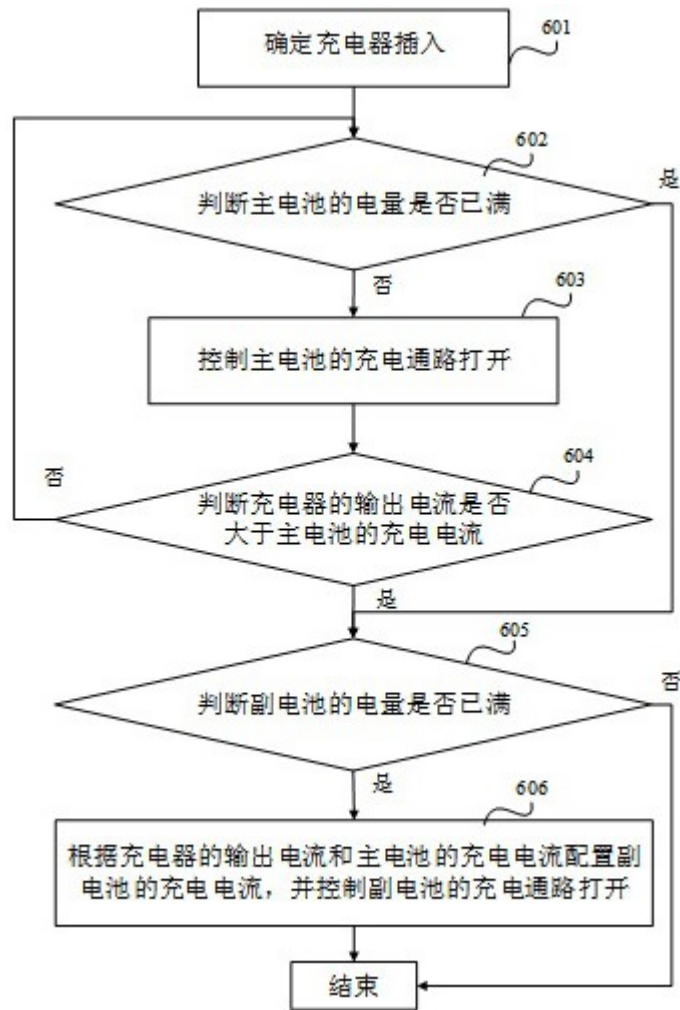 确定充电器插入
601
602
是
判断主电池的电量是否已满
否
603
控制主电池的充电通路打开
604
否
判断充电器的输出电流是否
大于主电池的充电电流
是
605
否
判断副电池的电量是否已满
是
606
根据充电器的输出电流和主电池的充电电流配置副
电池的充电电流，并控制副电池的充电通路打开
结束